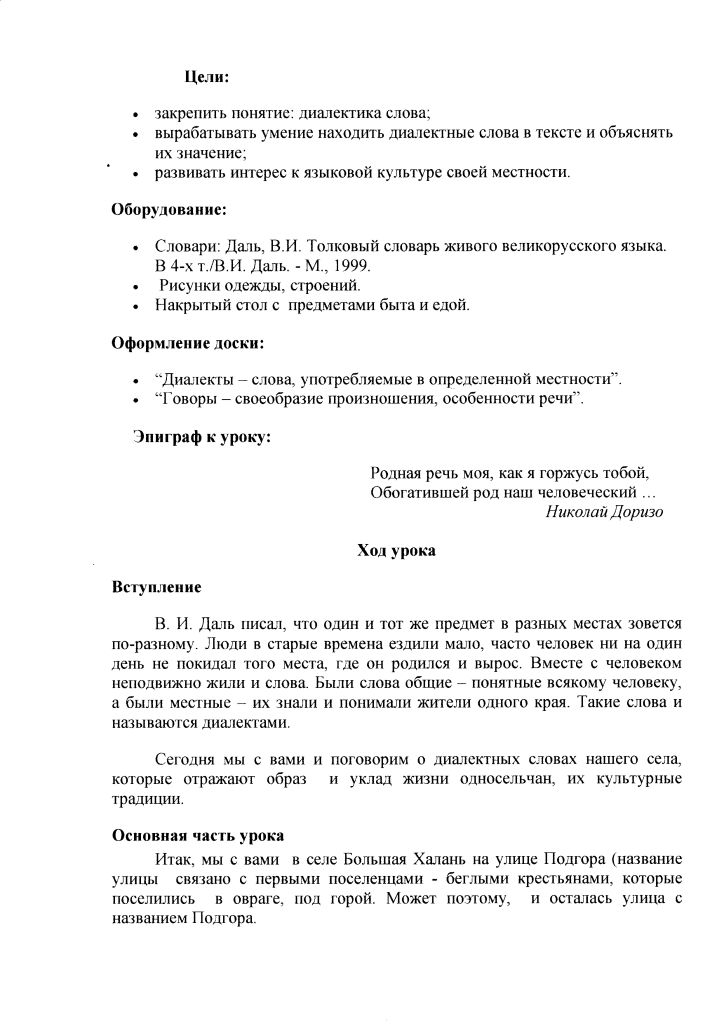 Цели:
• закрепить понятие: диалектика слова;
• вырабатывать умение находить диалектные слова в тексте и объяснять
их значение;
• развивать интерес к языковой культуре своей местности.
Оборудование:
• Словари: Даль, В.И. Толковый словарь живого великорусского языка.
В 4-х т./В.И. Даль. - М., 1999.
• Рисунки одежды, строений.
• Накрытый стол с предметами быта и едой.
Оформление доски:
• “Диалекты – слова, употребляемые в определенной местности”.
• “Говоры – своеобразие произношения, особенности речи”.
Эпиграф к уроку:
Родная речь моя, как я горжусь тобой,
Обогатившей род наш человеческий …
Николай Доризо
Ход урока
Вступление
В. И. Даль писал, что один и тот же предмет в разных местах зовется
по-разному. Люди в старые времена ездили мало, часто человек ни на один
день не покидал того места, где он родился и вырос. Вместе с человеком
неподвижно жили и слова. Были слова общие – понятные всякому человеку,
а были местные – их знали и понимали жители одного края. Такие слова и
называются диалектами.
Сегодня мы с вами и поговорим о диалектных словах нашего села,
которые отражают образ и уклад жизни односельчан, их культурные
традиции.
Основная часть урока
Итак, мы с вами в селе Большая Халань на улице Подгора (название
улицы связано с первыми поселенцами - беглыми крестьянами, которые
поселились в овраге, под горой. Может поэтому, и осталась улица с
названием Подгора.